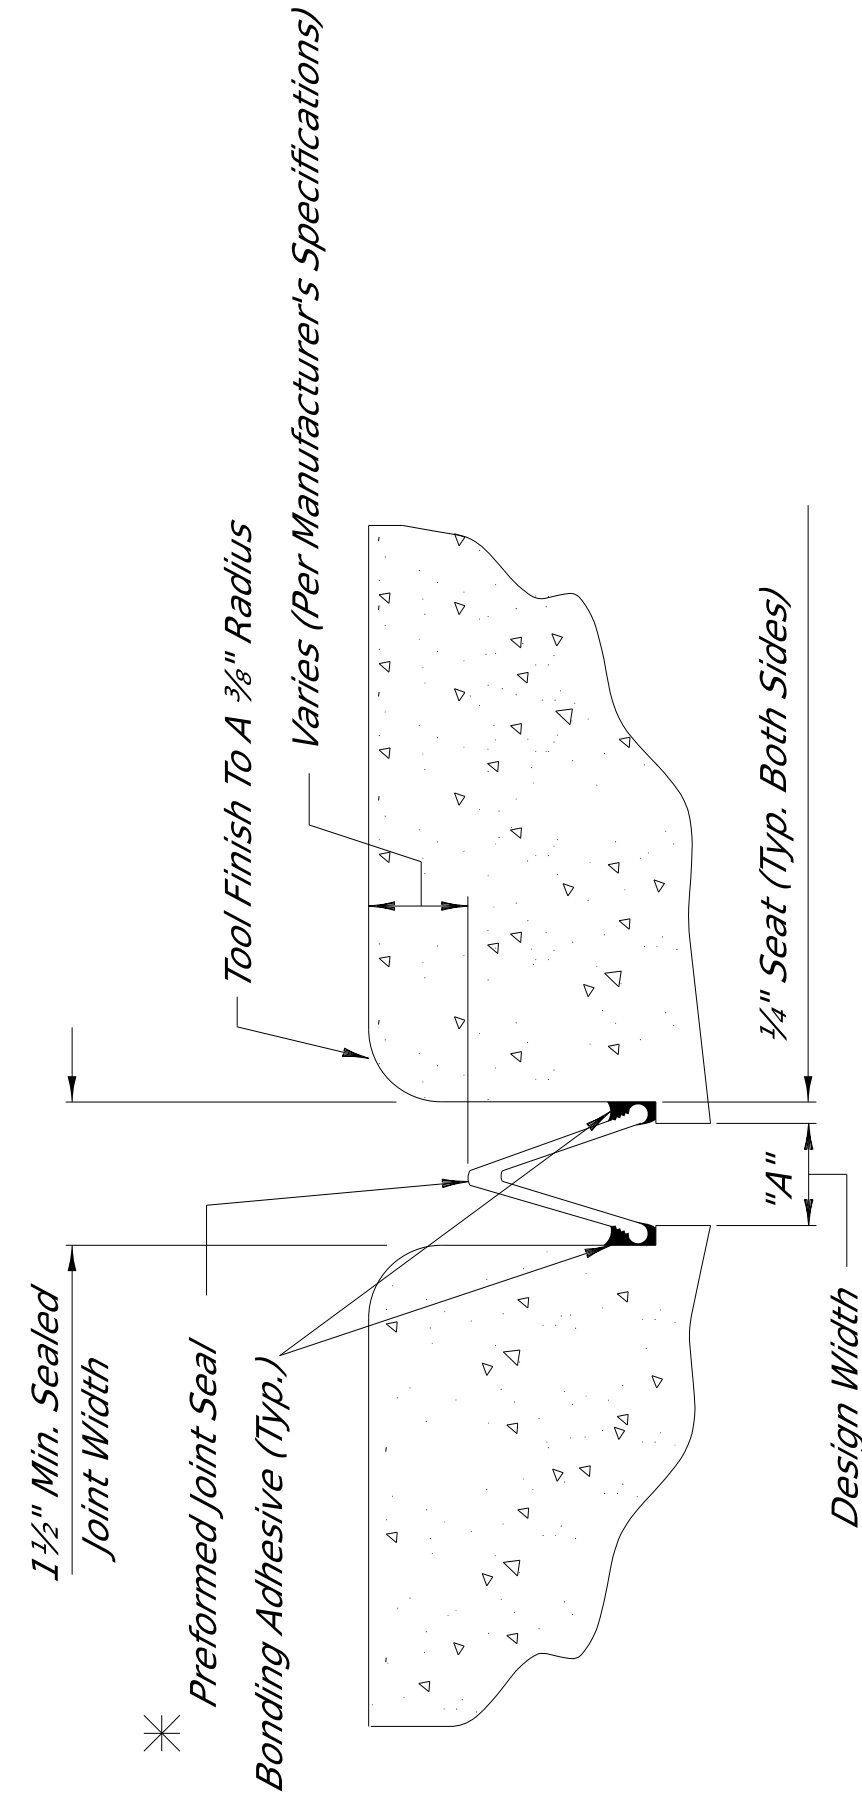 1½" Min. Sealed
Joint Width
Preformed Joint Seal
Bonding Adhesive (Typ.)
Tool Finish To A ⅜" Radius
Varies (Per Manufacturer's Specifications)
¼" Seat (Typ. Both Sides)
"A"
Design Width